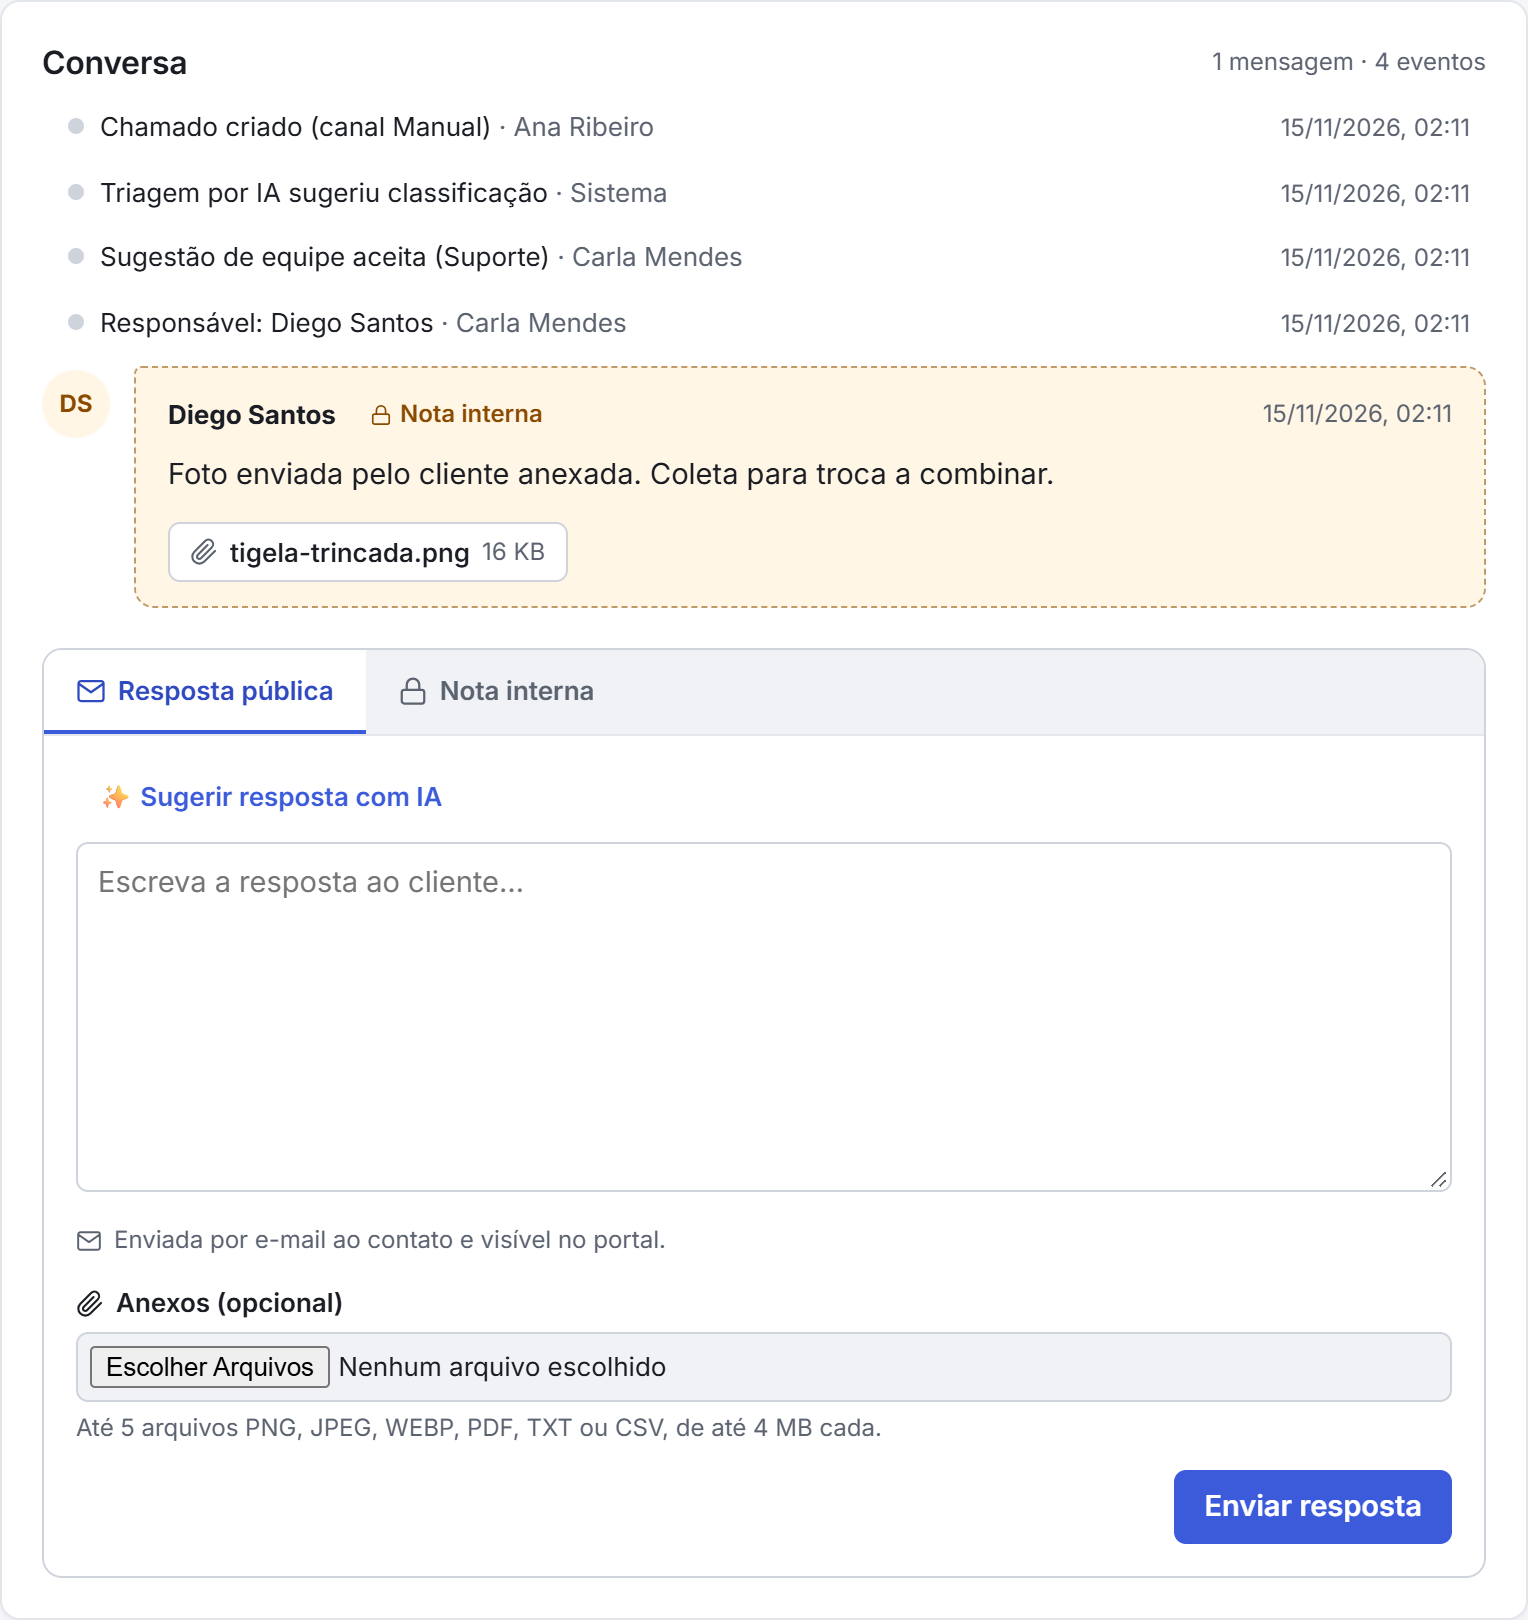 Conversa 1 mensagem · 4 eventos
Chamado criado (canal Manual) · Ana Ribeiro 15/11/2026, 02:11
Triagem por IA sugeriu classificação · Sistema 15/11/2026, 02:11
Sugestão de equipe aceita (Suporte) · Carla Mendes 15/11/2026, 02:11
Responsável: Diego Santos · Carla Mendes 15/11/2026, 02:11
DS Diego Santos Nota interna 15/11/2026, 02:11
Foto enviada pelo cliente anexada. Coleta para troca a combinar.
tigela-trincada.png 16 KB
Resposta pública Nota interna
✨ Sugerir resposta com IA
Escreva a resposta ao cliente...
Enviada por e-mail ao contato e visível no portal.
Anexos (opcional)
Escolher Arquivos Nenhum arquivo escolhido
Até 5 arquivos PNG, JPEG, WEBP, PDF, TXT ou CSV, de até 4 MB cada.
Enviar resposta